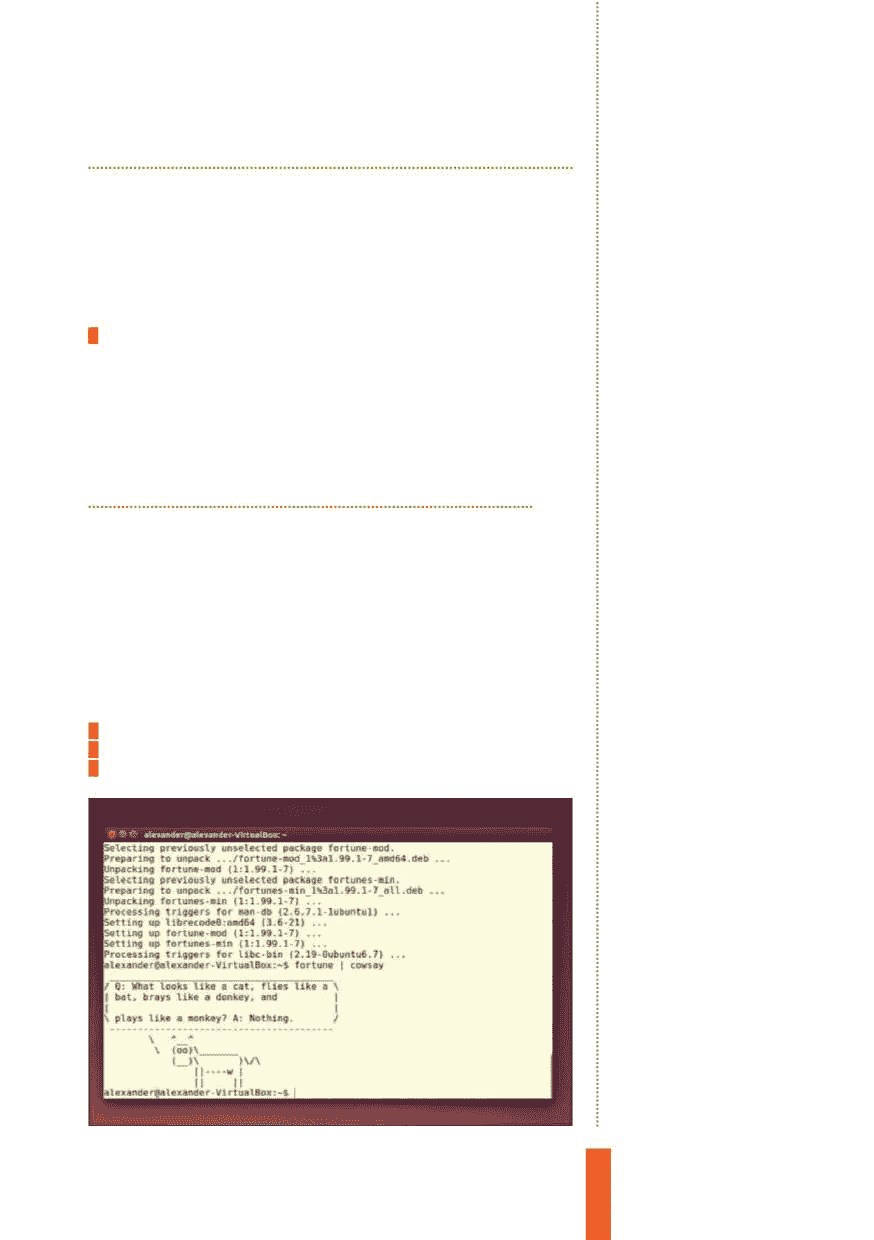 alexander@alexander-VirtualBox: ~
Selecting previously unselected package fortune-mod.
Preparing to unpack .../fortune-mod_1%3a1.99.1-7_amd64.deb ...
Unpacking fortune-mod (1:1.99.1-7) ...
Selecting previously unselected package fortunes-min.
Preparing to unpack .../fortunes-min_1%3a1.99.1-7_all.deb ...
Unpacking fortunes-min (1:1.99.1-7) ...
Processing triggers for man-db (2.6.7.1-1ubuntu1) ...
Setting up librecode0:amd64 (3.6-21) ...
Setting up fortune-mod (1:1.99.1-7) ...
Setting up fortunes-min (1:1.99.1-7) ...
Processing triggers for libc-bin (2.19-0ubuntu6.7) ...
alexander@alexander-VirtualBox:~$ fortune | cowsay
 ________________________________________
/ Q: What looks like a cat, flies like a \
| bat, brays like a donkey, and          |
|                                        |
\ plays like a monkey? A: Nothing.       /
 ----------------------------------------
        \   ^__^
         \  (oo)\_______
            (__)\       )\/\
                ||----w |
                ||     ||
alexander@alexander-VirtualBox:~$